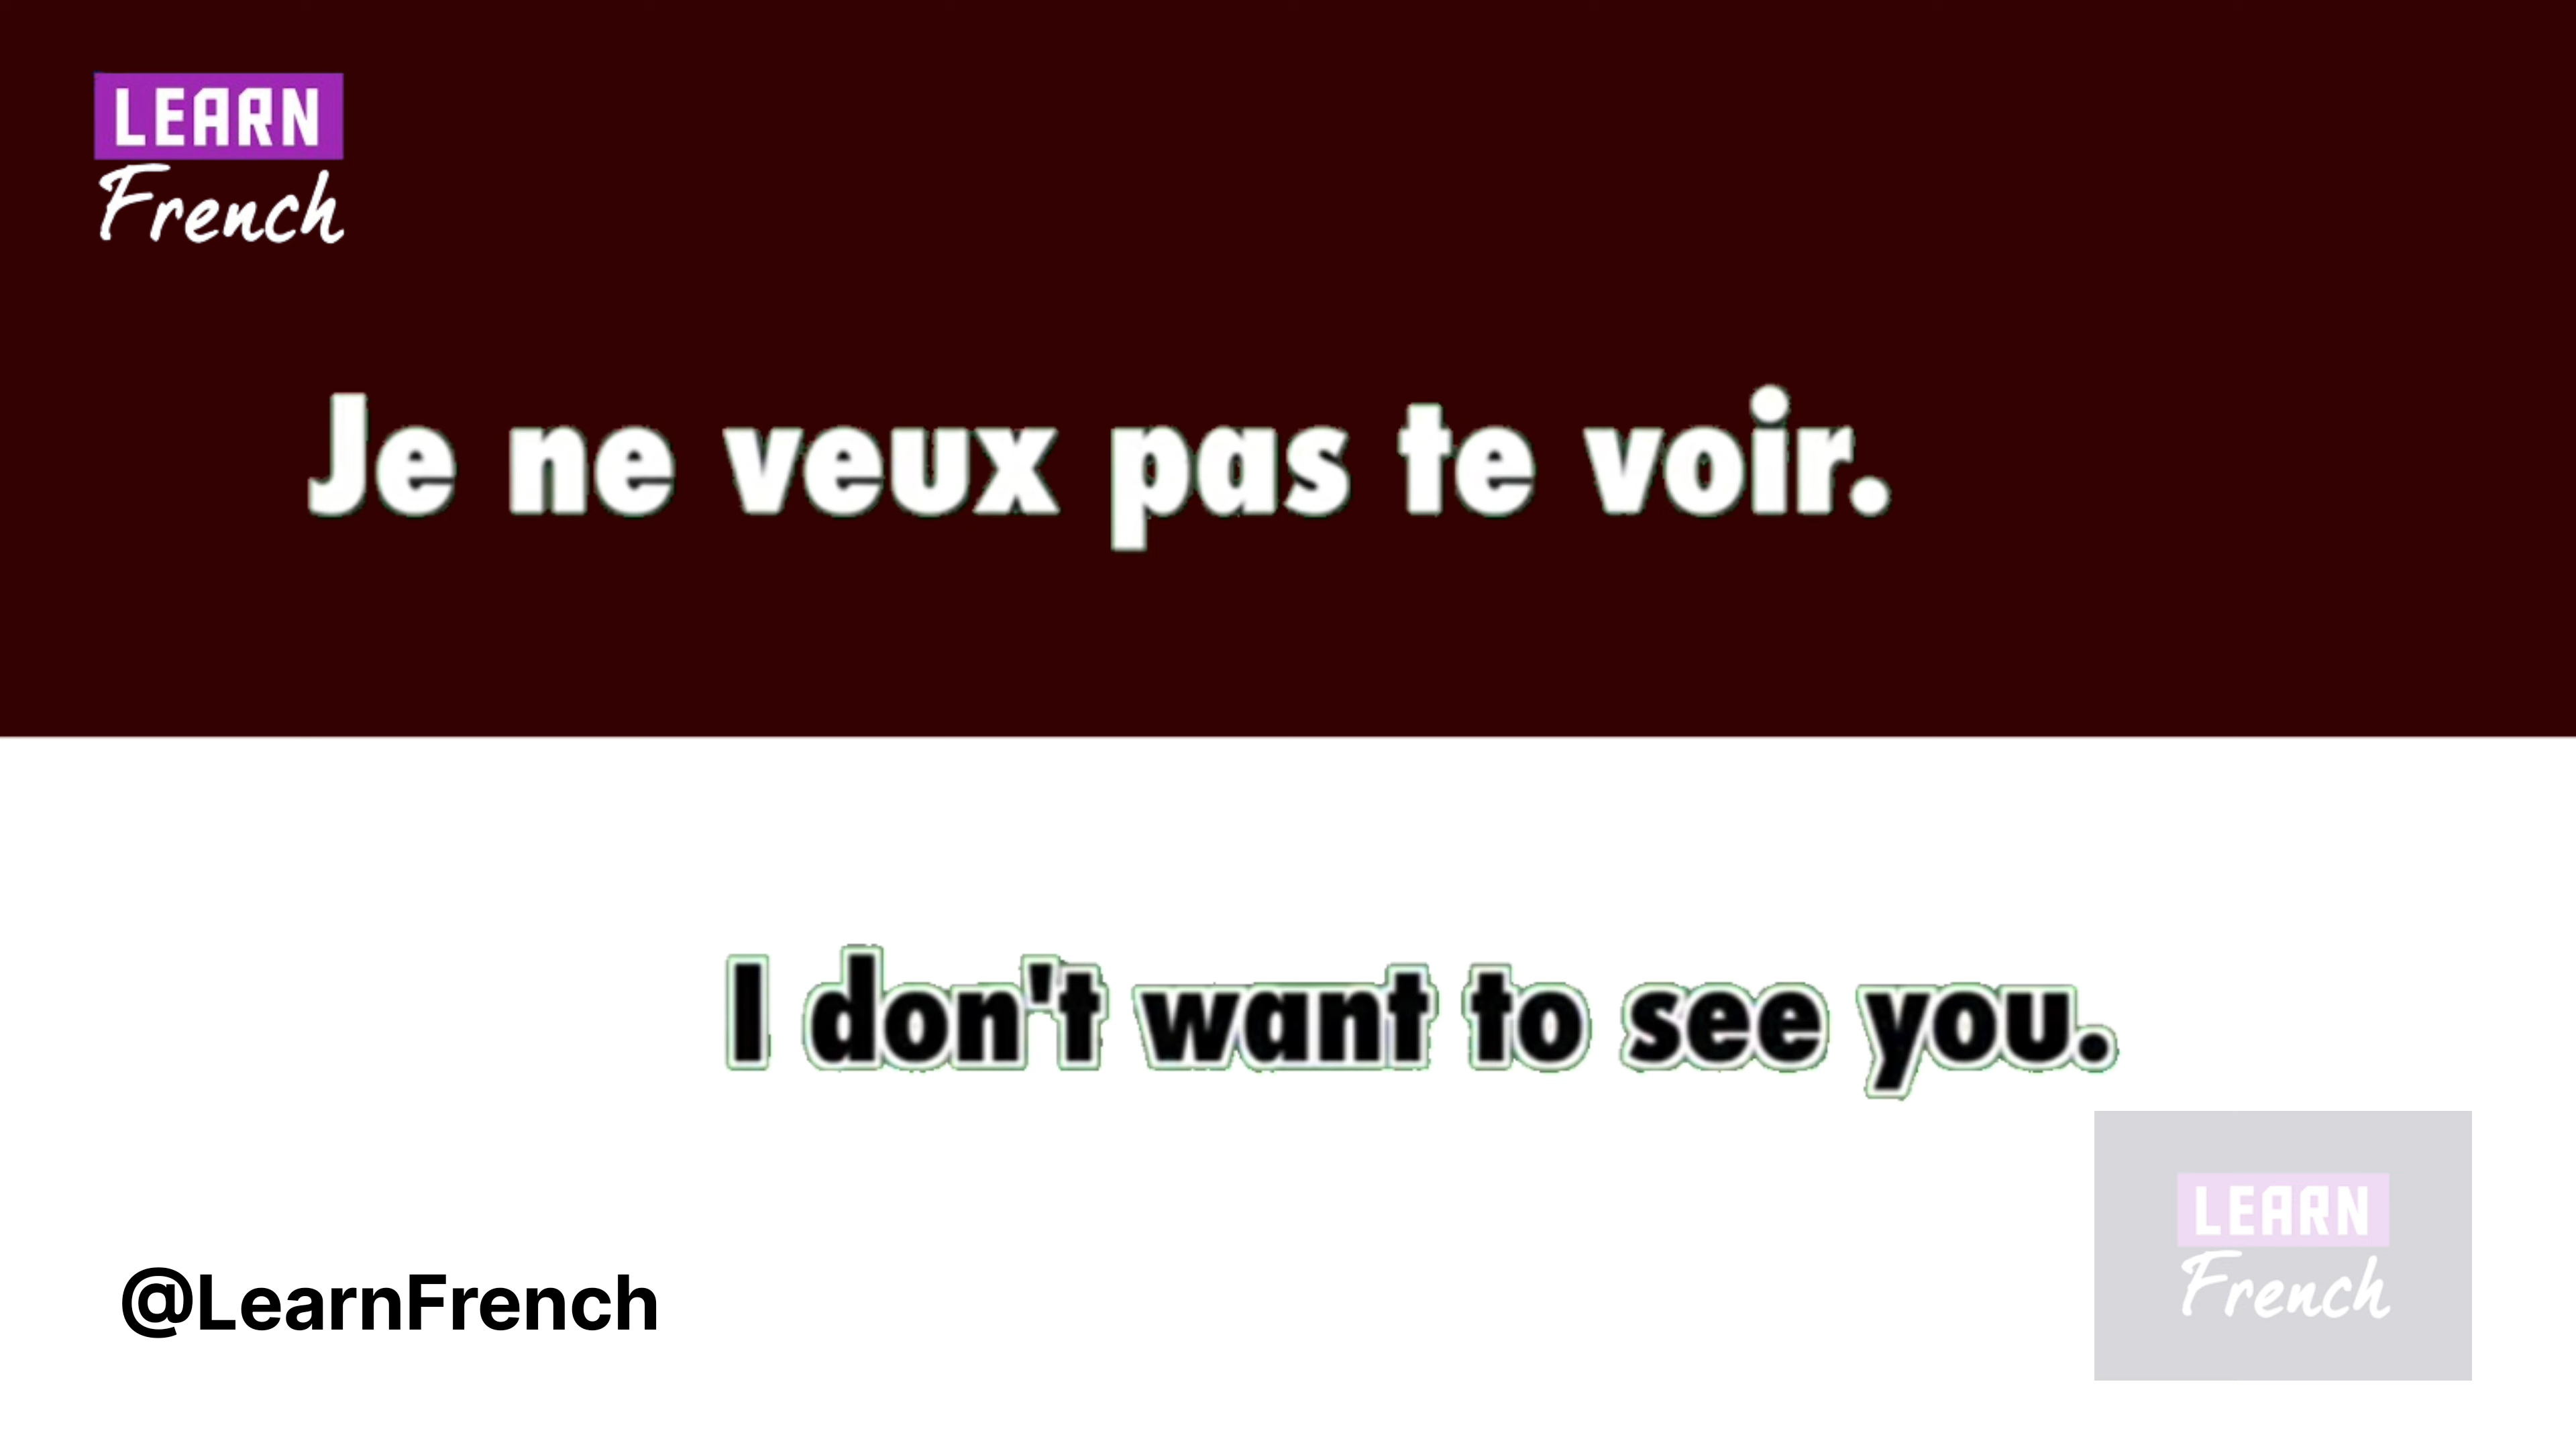 LEARN
French
Je ne veux pas te voir.
I don't want to see you.
@LearnFrench
LEARN
French